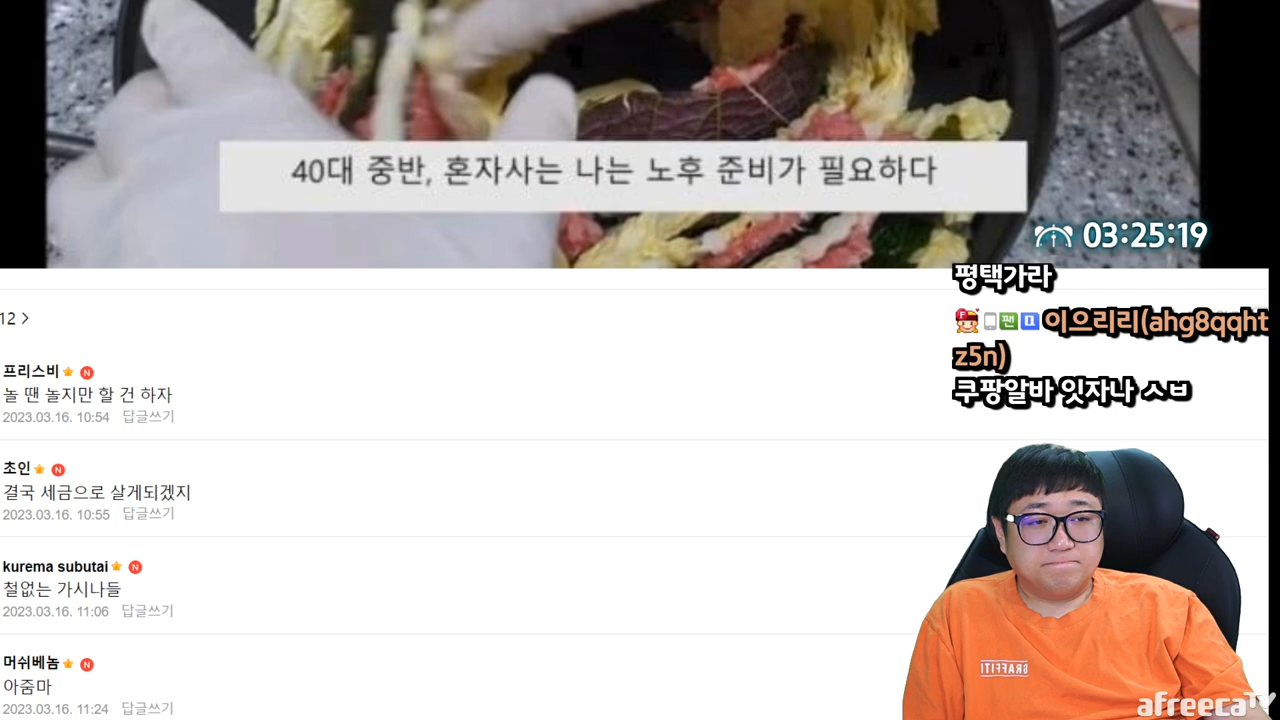 40대 중반, 혼자사는 나는 노후 준비가 필요하다
03:25:19
평택가라
12 >
F 짼 이으리리(ahg8qqht
z5n)
쿠팡알바 잇자나 ㅅㅂ
프리스비 N
놀 땐 놀지만 할 건 하자
2023.03.16. 10:54 답글쓰기
초인 N
결국 세금으로 살게되겠지
2023.03.16. 10:55 답글쓰기
kurema subutai N
철없는 가시나들
2023.03.16. 11:06 답글쓰기
머쉬베놈 N
아줌마
2023.03.16. 11:24 답글쓰기
GRAFFITI
afreecaTV